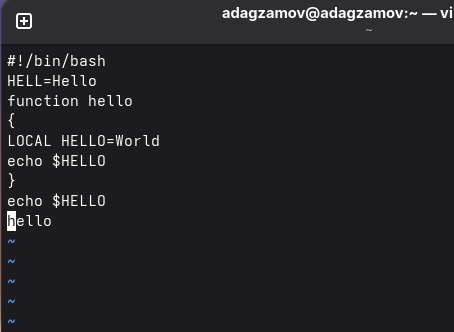 adagzamov@adagzamov:~ — vi
~
#!/bin/bash
HELL=Hello
function hello
{
LOCAL HELLO=World
echo $HELLO
}
echo $HELLO
hello
~
~
~
~
~